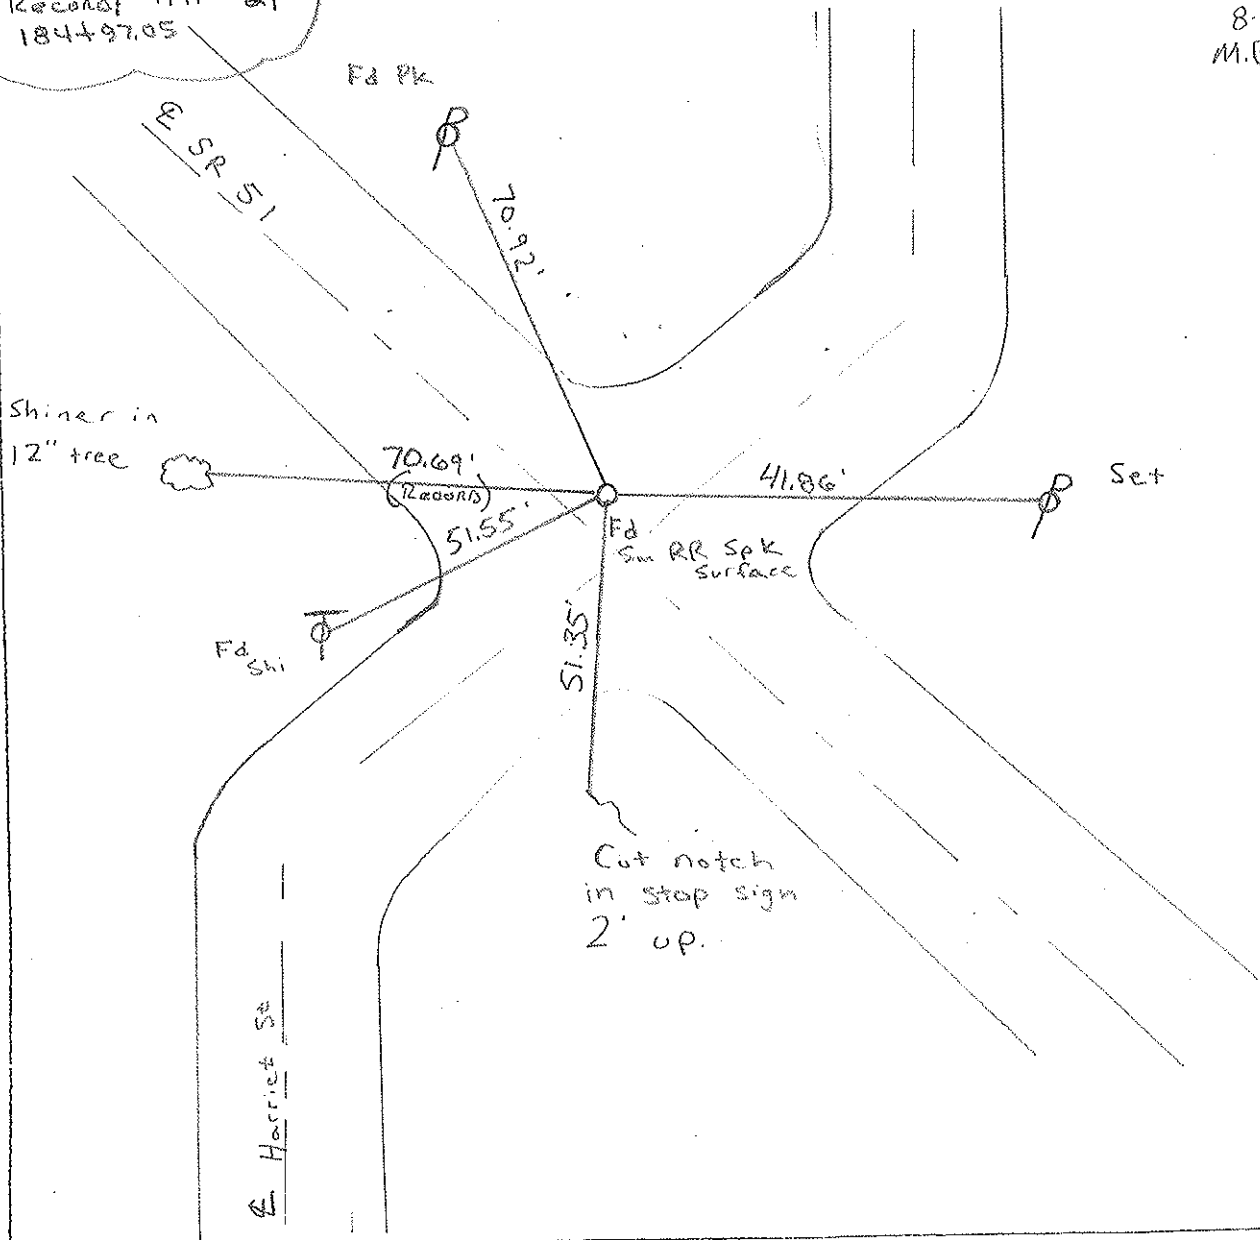 184+97.05
8-
Fd Pk
℄ SR 51
70.92'
Shiner in
12" tree
70.69'
(RECORD)
41.86'
Set
51.55'
Fd
Sm RR Spk
Surface
Fd
Shi
51.35'
Cut notch
in stop sign
2' up.
℄ Harriet St